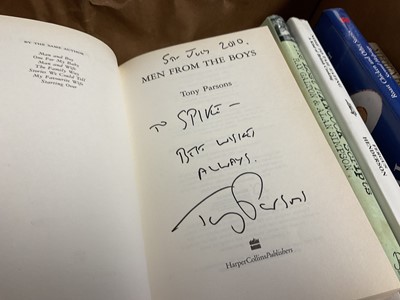 BY THE SAME AUTHOR
Man and Boy
One For My Baby
Man and Wife
The Family Way
Stories We Could Tell
My Favourite Wife
Starting Over
5TH JULY 2010.
MEN FROM THE BOYS
Tony Parsons
TO SPIKE —
BEST WISHES
ALWAYS.
Tony Parsons
HarperCollinsPublishers